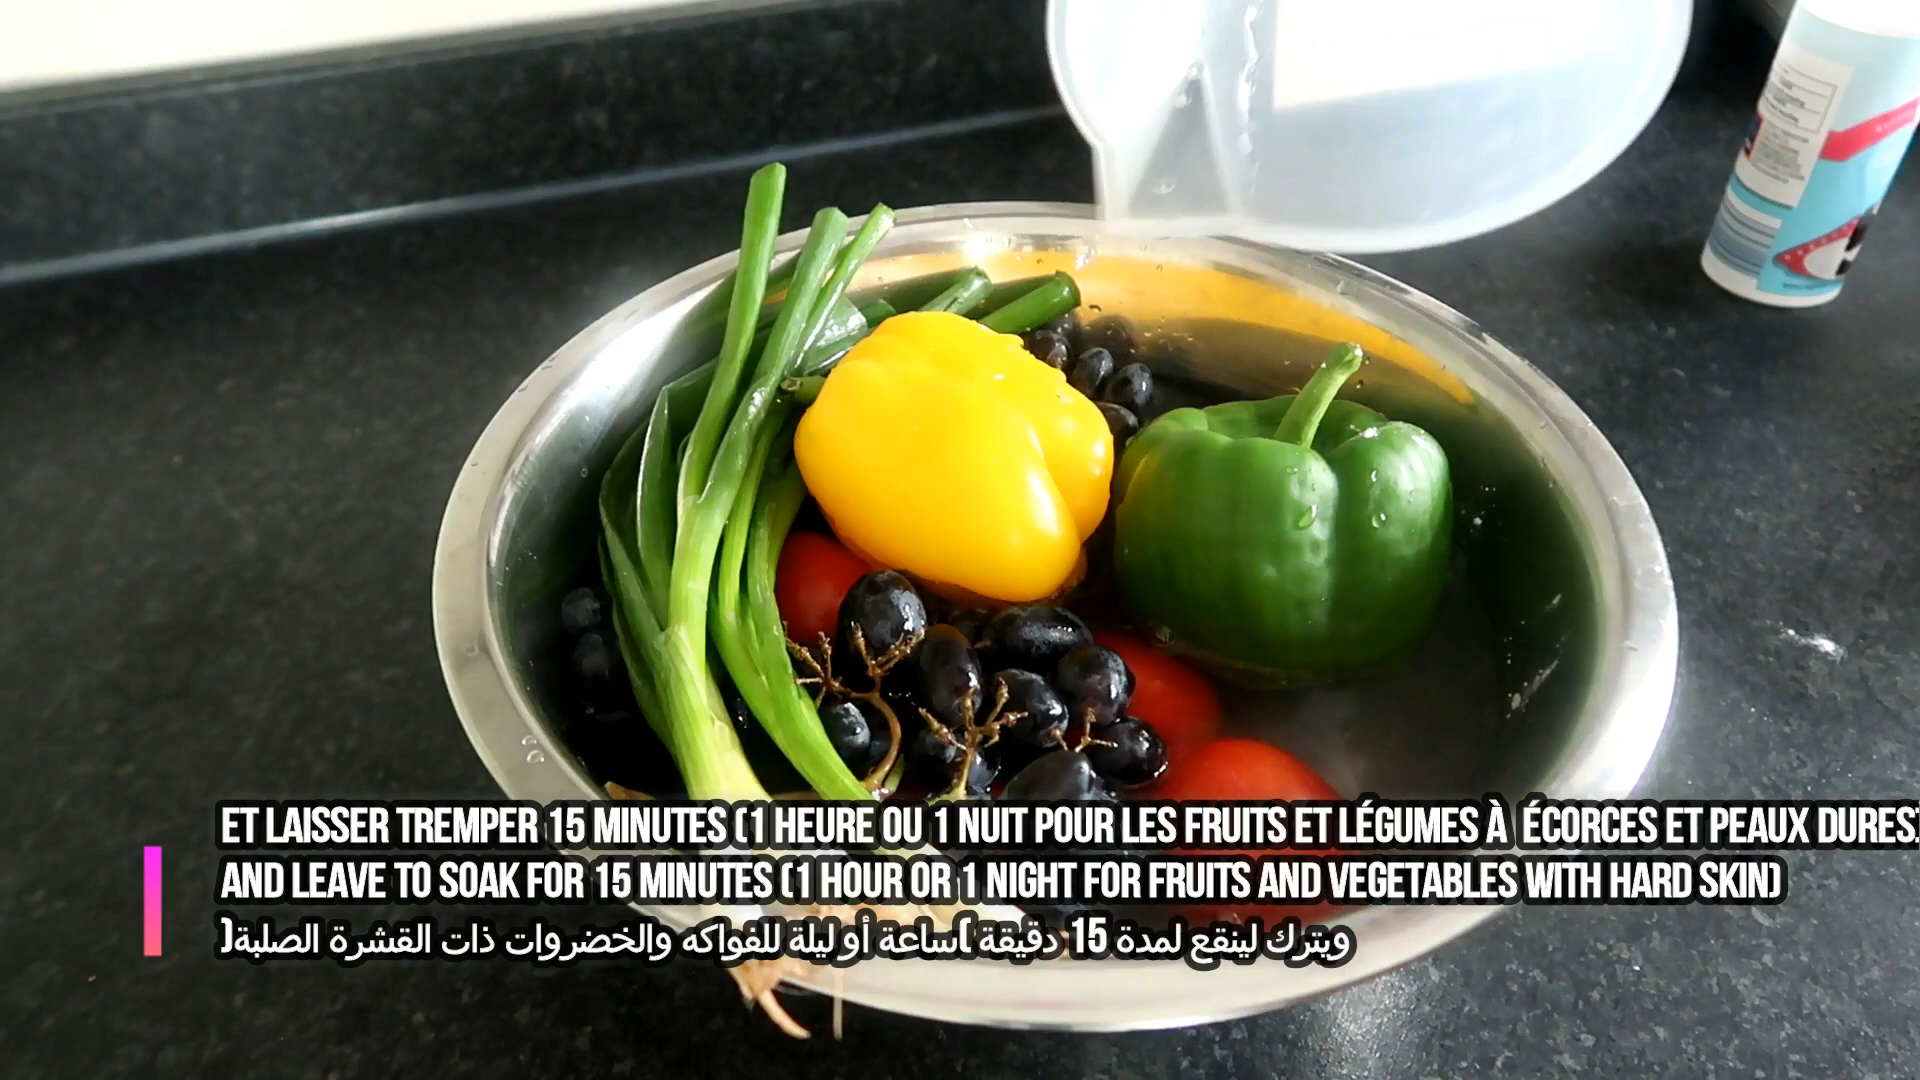 ET LAISSER TREMPER 15 MINUTES (1 HEURE OU 1 NUIT POUR LES FRUITS ET LÉGUMES À ÉCORCES ET PEAUX DURES)
AND LEAVE TO SOAK FOR 15 MINUTES (1 HOUR OR 1 NIGHT FOR FRUITS AND VEGETABLES WITH HARD SKIN)
ويترك لينقع لمدة 15 دقيقة )ساعة أو ليلة للفواكه والخضروات ذات القشرة الصلبة(